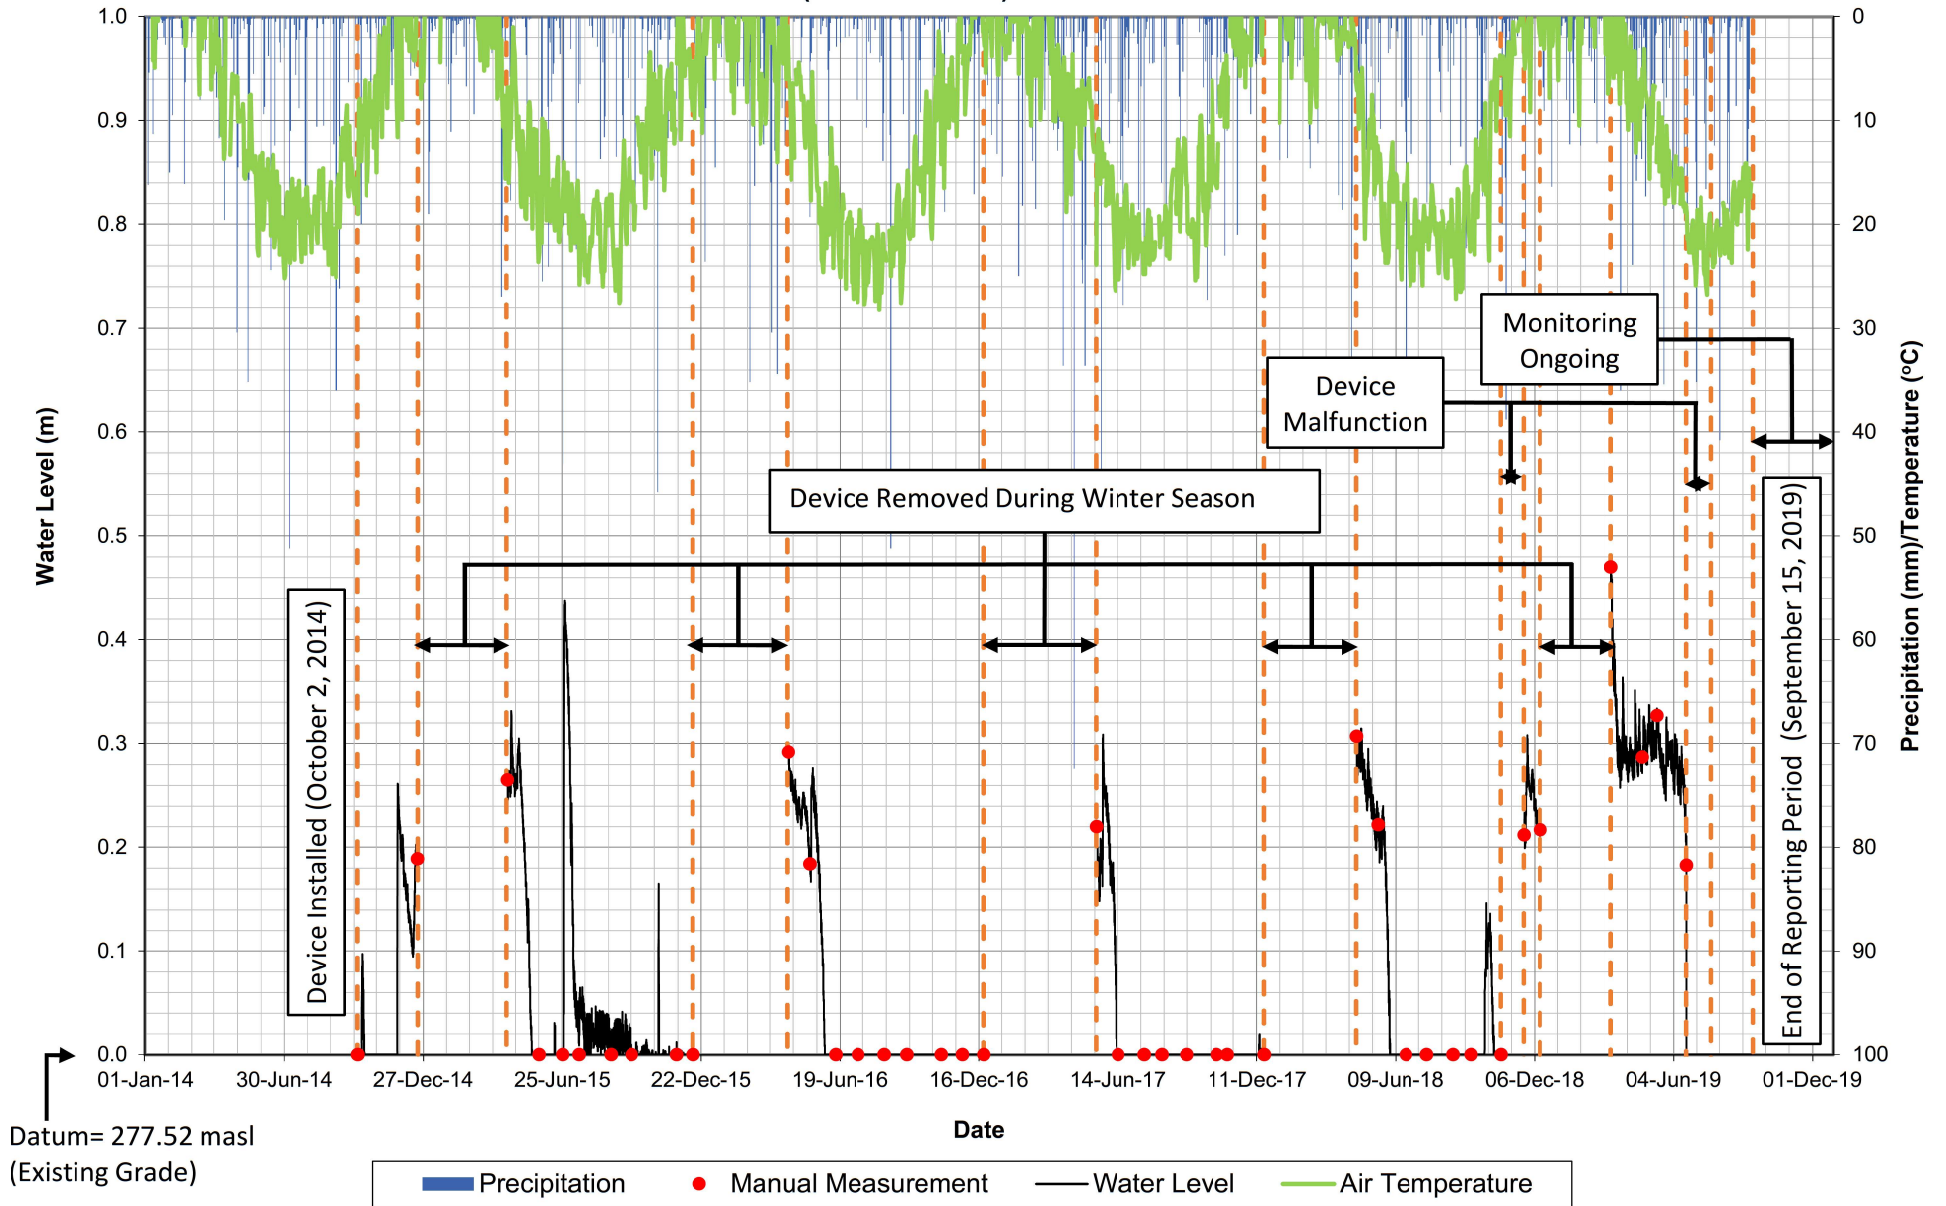 1.0
0.9
0.8
0.7
0.6
0.5
0.4
0.3
0.2
0.1
0.0
Water Level (m)
0
10
20
30
40
50
60
70
80
90
100
Precipitation (mm)/Temperature (°C)
Monitoring
Ongoing
Device
Malfunction
Device Removed During Winter Season
Device Installed (October 2, 2014)
End of Reporting Period (September 15, 2019)
01-Jan-14
30-Jun-14
27-Dec-14
25-Jun-15
22-Dec-15
19-Jun-16
16-Dec-16
14-Jun-17
11-Dec-17
09-Jun-18
06-Dec-18
04-Jun-19
01-Dec-19
Date
Datum= 277.52 masl
(Existing Grade)
Precipitation
Manual Measurement
Water Level
Air Temperature